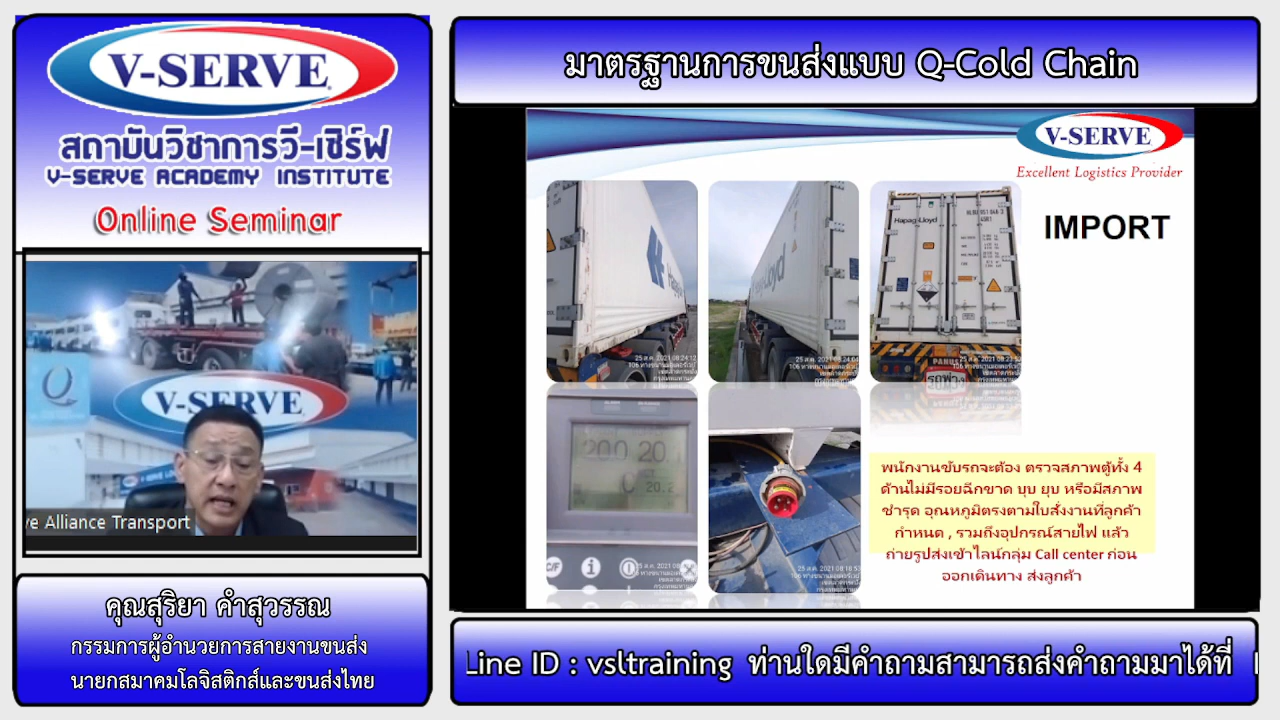 V-SERVE
สถาบันวิชาการวี-เซิร์ฟ
V-SERVE ACADEMY INSTITUTE
Online Seminar
V-SERVE
ve Alliance Transport
คุณสุริยา คำสุวรรณ
กรรมการผู้อำนวยการสายงานขนส่ง
นายกสมาคมโลจิสติกส์และขนส่งไทย
มาตรฐานการขนส่งแบบ Q-Cold Chain
V-SERVE
Excellent Logistics Provider
IMPORT
Hapag-Lloyd
PANUS
25 ส.ค. 2021 08:24:12
25 ส.ค. 2021 08:24:04
พนักงานขับรถจะต้อง ตรวจสภาพตู้ทั้ง 4
ด้านไม่มีรอยฉีกขาด บุบ ยุบ หรือมีสภาพ
ชำรุด อุณหภูมิตรงตามใบสั่งงานที่ลูกค้า
กำหนด , รวมถึงอุปกรณ์สายไฟ แล้ว
ถ่ายรูปส่งเข้าไลน์กลุ่ม Call center ก่อน
ออกเดินทาง ส่งลูกค้า
Line ID : vsltraining ท่านใดมีคำถามสามารถส่งคำถามมาได้ที่